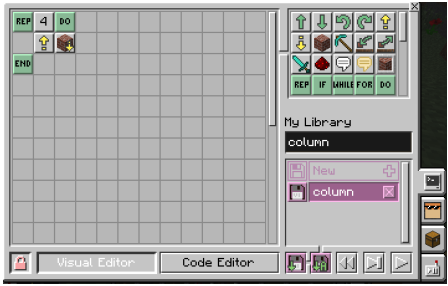 REP 4 DO
END
REP IF WHILE FOR DO
My Library
column
New
column
Visual Editor
Code Editor